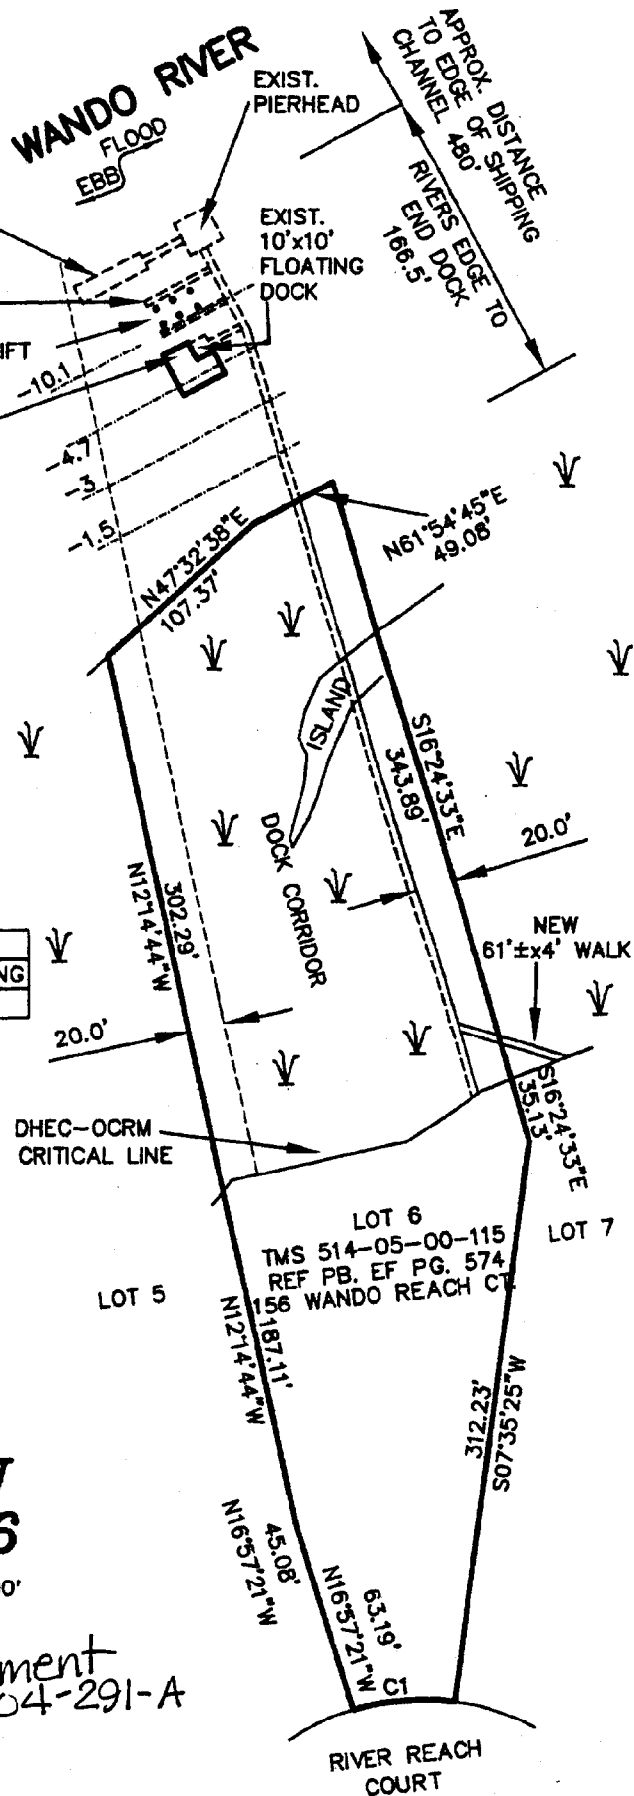 WANDO RIVER
FLOOD
EBB
EXIST.
PIERHEAD
APPROX. DISTANCE
TO EDGE OF SHIPPING
CHANNEL 480'
RIVERS EDGE TO
END DOCK
166.5'
EXIST.
10'x10'
FLOATING
DOCK
IFT
-10.1
-4.7
-3
-1.5
N61°54'45"E
49.08'
N47°32'38"E
107.37'
ISLAND
S16°24'33"E
343.89'
20.0'
DOCK CORRIDOR
N12°14'44"W
302.29'
NEW
61'±x4' WALK
NG
20.0'
S16°24'33"E
35.13'
DHEC-OCRM
CRITICAL LINE
LOT 6
TMS 514-05-00-115
REF PB. EF PG. 574
156 WANDO REACH CT.
LOT 7
LOT 5
N12°14'44"W
187.11'
312.23'
S07°35'25"W
6
0'
45.08'
N16°57'21"W
63.19'
N16°57'21"W
C1
ment
04-291-A
RIVER REACH
COURT